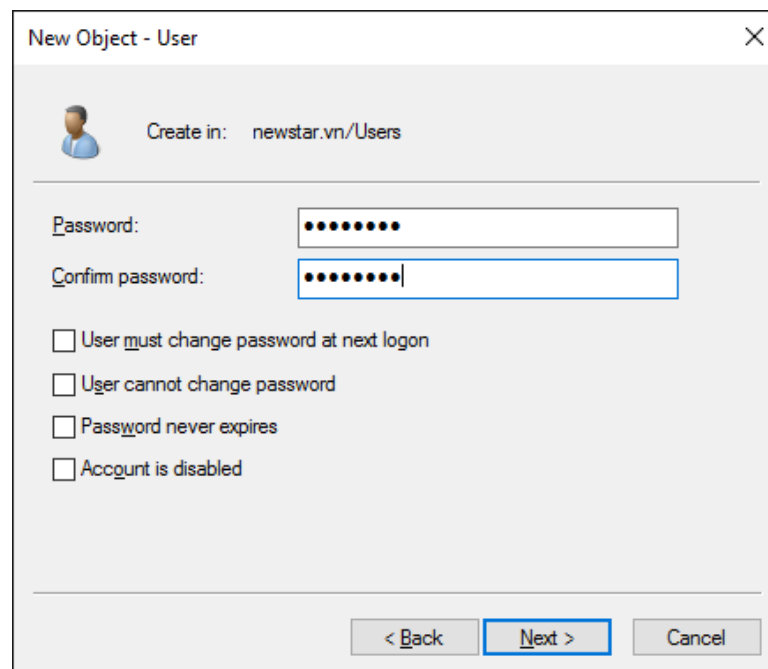 New Object - User
Create in: newstar.vn/Users
Password: ●●●●●●●●
Confirm password: ●●●●●●●●
User must change password at next logon
User cannot change password
Password never expires
Account is disabled
< Back Next > Cancel